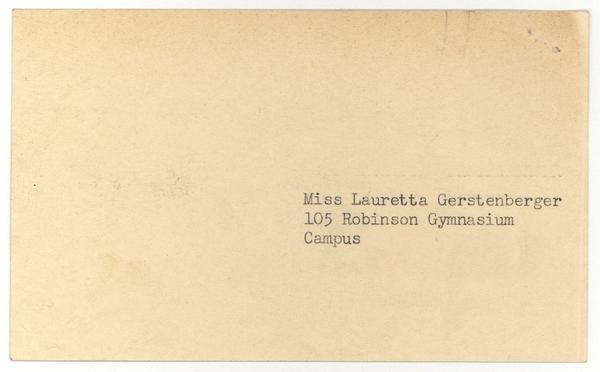 Miss Lauretta Gerstenberger
105 Robinson Gymnasium
Campus